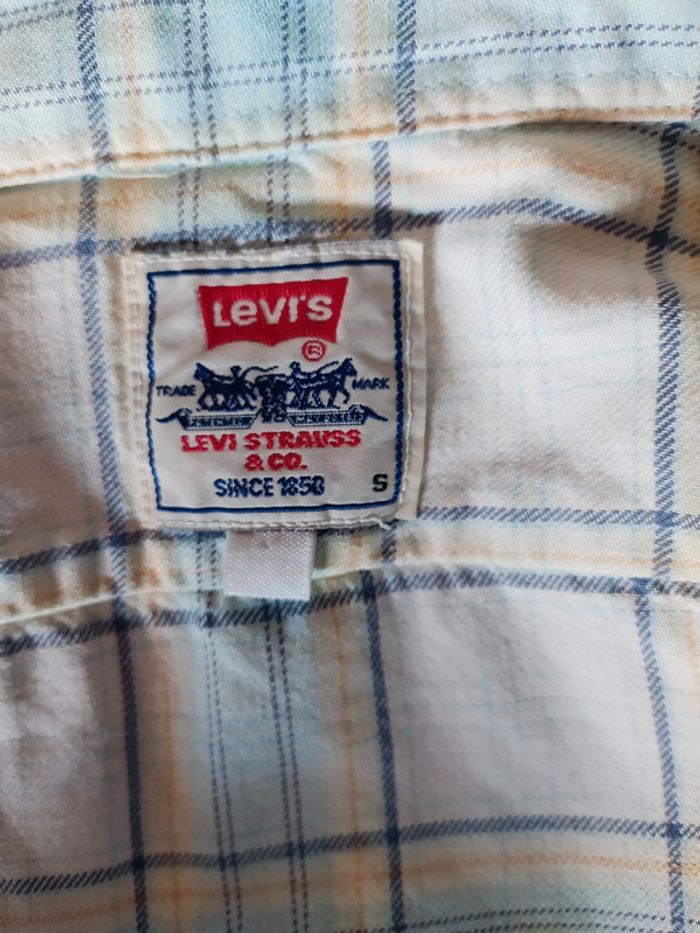 Levi's
®
TRADE MARK
LEVI STRAUSS
& CO.
SINCE 1850 S